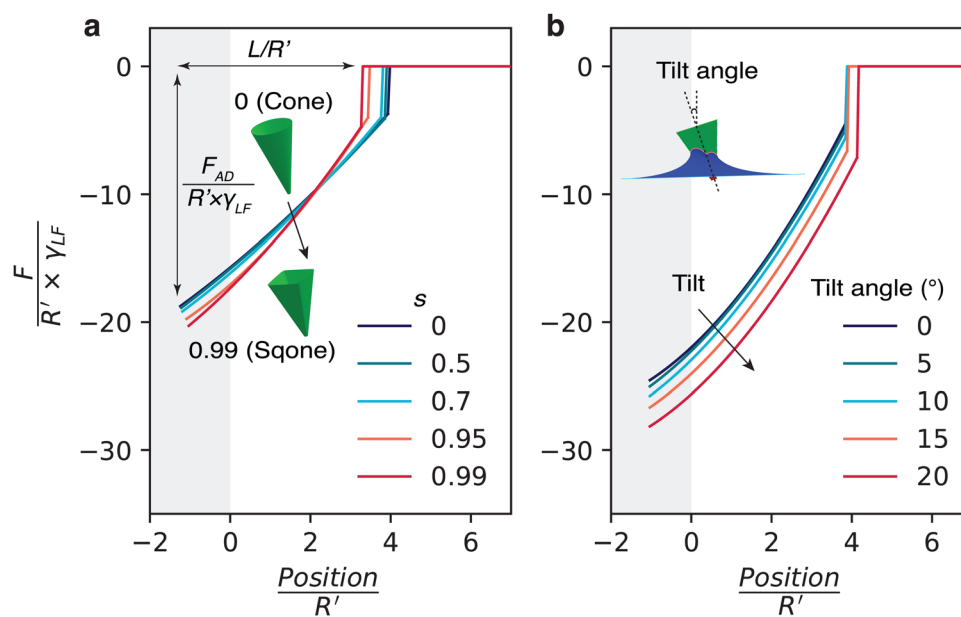 a
L/R'
0 (Cone)
F_AD
R'×γ_LF
0.99 (Sqone)
s
0
0.5
0.7
0.95
0.99
0
−10
−20
−30
F
R' × γ_LF
−2 0 2 4 6
Position
R'
b
Tilt angle
Tilt
Tilt angle (°)
0
5
10
15
20
0
−10
−20
−30
−2 0 2 4 6
Position
R'